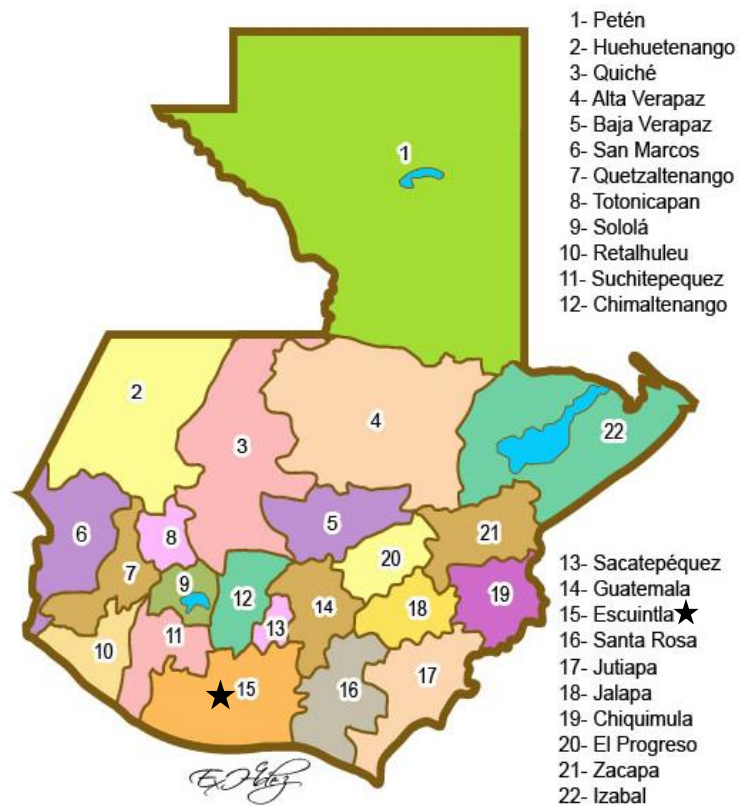 1- Petén
2- Huehuetenango
3- Quiché
4- Alta Verapaz
5- Baja Verapaz
6- San Marcos
7- Quetzaltenango
8- Totonicapan
9- Sololá
10- Retalhuleu
11- Suchitepequez
12- Chimaltenango
1
2
3
4
22
5
6
8
7
21
20
9
12
19
14
18
13
11
10
17
15
16
13- Sacatepéquez
14- Guatemala
15- Escuintla
16- Santa Rosa
17- Jutiapa
18- Jalapa
19- Chiquimula
20- El Progreso
21- Zacapa
22- Izabal